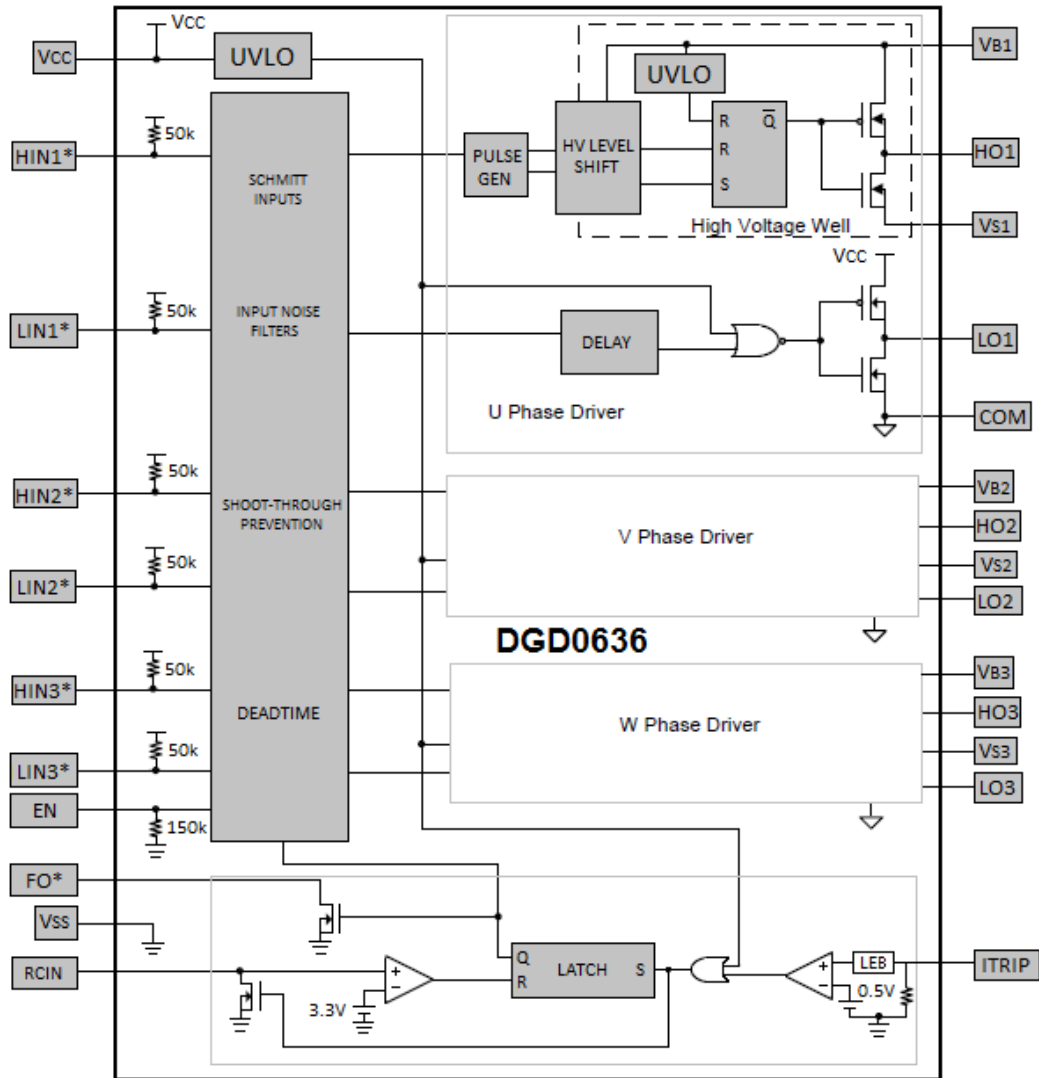 VCC
VCC
UVLO
VB1
UVLO
HIN1*
50k
PULSE
GEN
HV LEVEL
SHIFT
R
Q̅
R
S
HO1
SCHMITT
INPUTS
High Voltage Well
VS1
VCC
LIN1*
50k
INPUT NOISE
FILTERS
DELAY
LO1
U Phase Driver
COM
HIN2*
50k
SHOOT-THROUGH
PREVENTION
VB2
HO2
V Phase Driver
VS2
LIN2*
50k
LO2
DGD0636
HIN3*
50k
DEADTIME
VB3
HO3
W Phase Driver
VS3
LIN3*
50k
LO3
EN
150k
FO*
VSS
RCIN
3.3V
Q
R
LATCH
S
LEB
0.5V
ITRIP